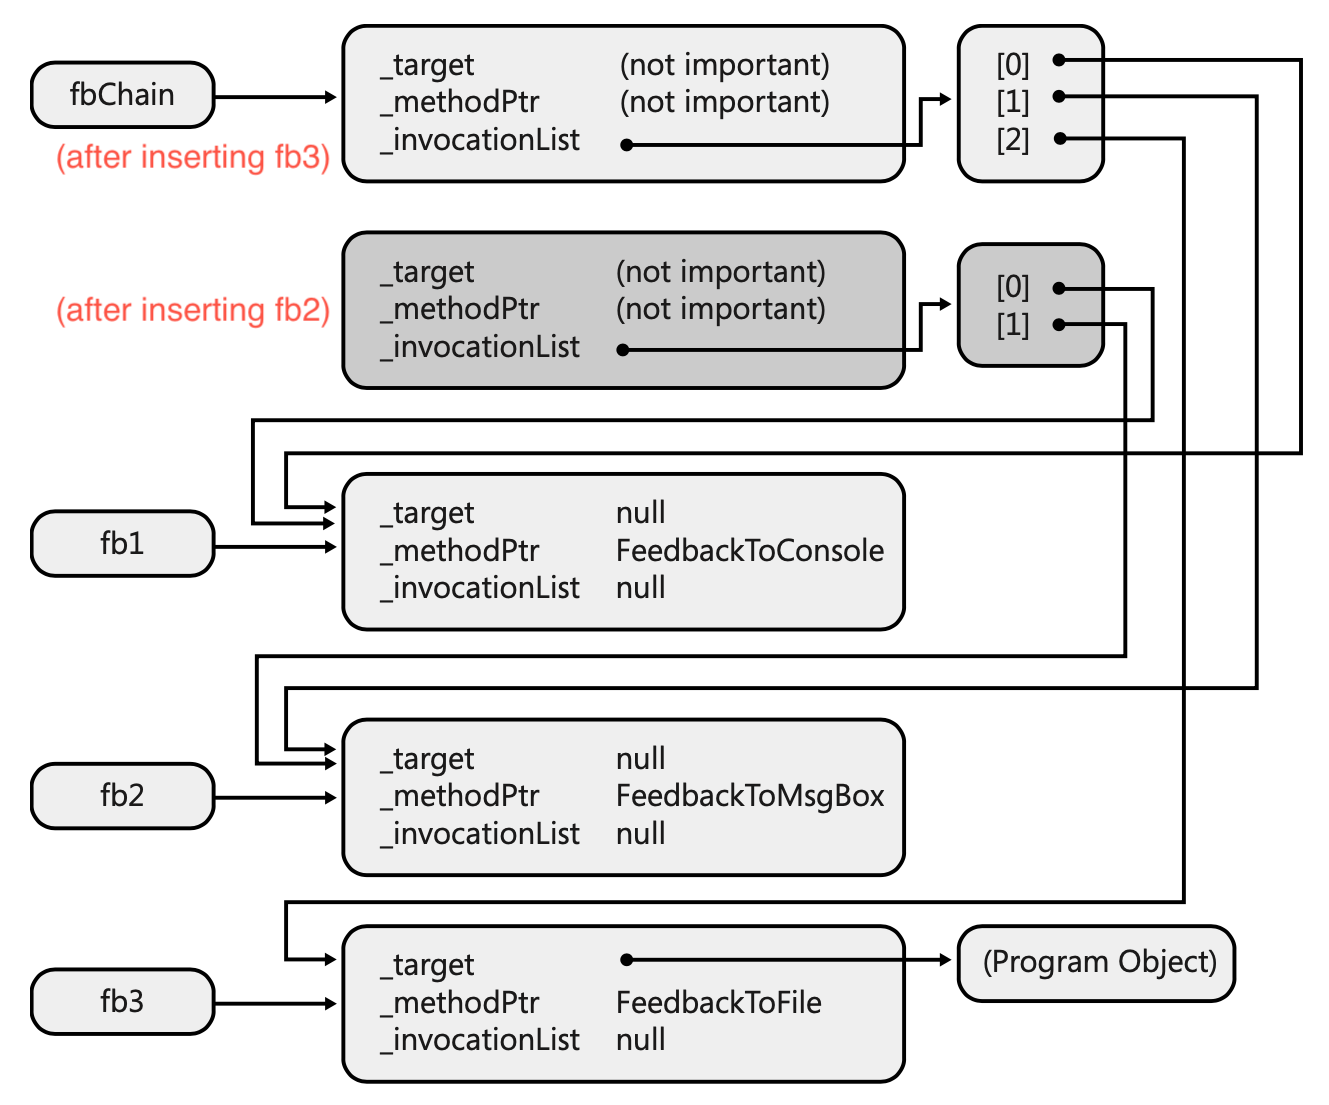 fbChain
(after inserting fb3)
_target (not important)
_methodPtr (not important)
_invocationList
[0]
[1]
[2]
(after inserting fb2)
_target (not important)
_methodPtr (not important)
_invocationList
[0]
[1]
fb1
_target null
_methodPtr FeedbackToConsole
_invocationList null
fb2
_target null
_methodPtr FeedbackToMsgBox
_invocationList null
fb3
_target
_methodPtr FeedbackToFile
_invocationList null
(Program Object)